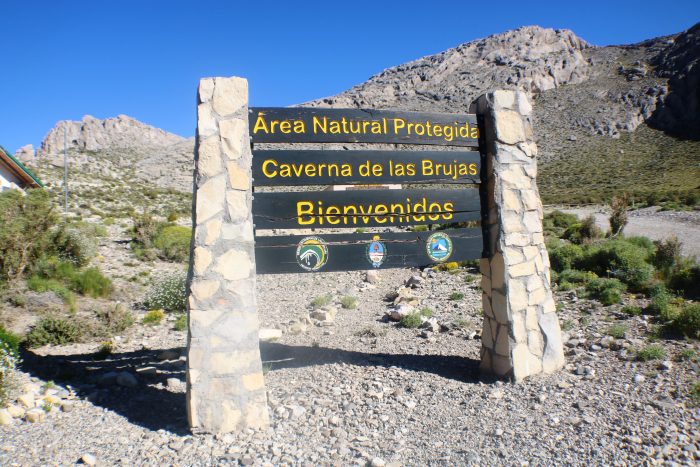 Área Natural Protegida
Caverna de las Brujas
Bienvenidos